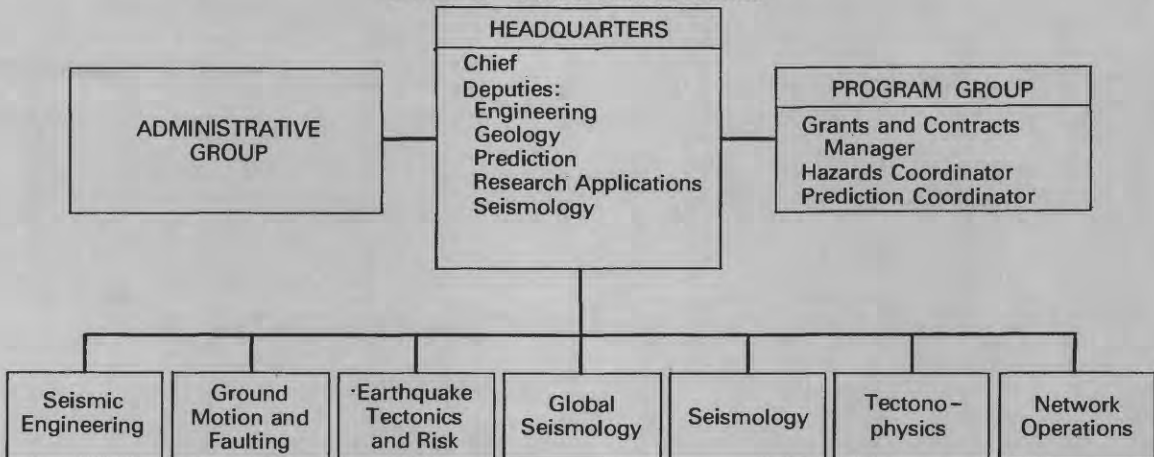 HEADQUARTERS
Chief
Deputies:
Engineering
Geology
Prediction
Research Applications
Seismology
ADMINISTRATIVE
GROUP
PROGRAM GROUP
Grants and Contracts
Manager
Hazards Coordinator
Prediction Coordinator
Seismic
Engineering
Ground
Motion and
Faulting
Earthquake
Tectonics
and Risk
Global
Seismology
Seismology
Tectono-
physics
Network
Operations